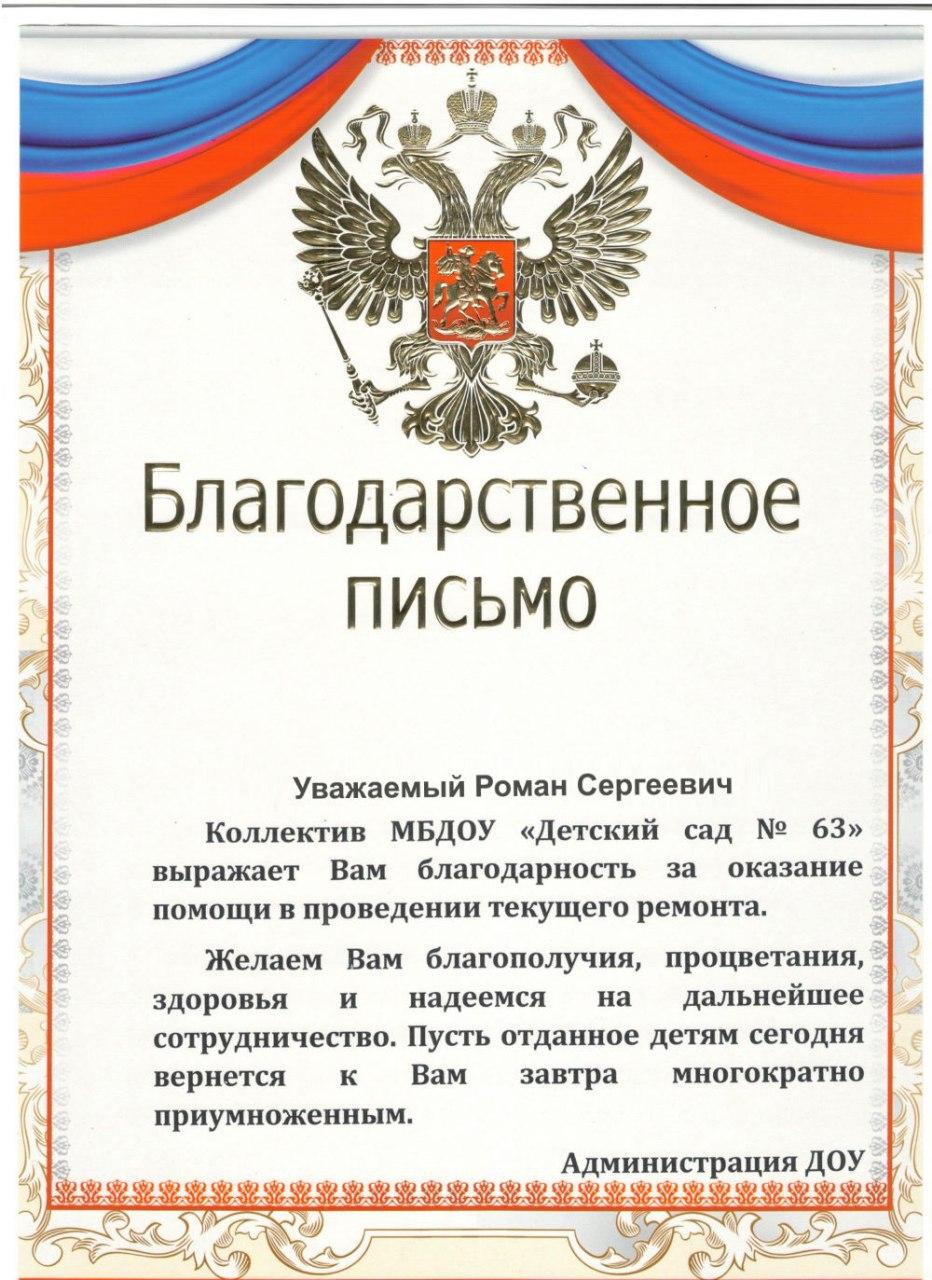 Благодарственное
письмо
Уважаемый Роман Сергеевич
Коллектив МБДОУ «Детский сад № 63»
выражает Вам благодарность за оказание
помощи в проведении текущего ремонта.
Желаем Вам благополучия, процветания,
здоровья и надеемся на дальнейшее
сотрудничество. Пусть отданное детям сегодня
вернется к Вам завтра многократно
приумноженным.
Администрация ДОУ